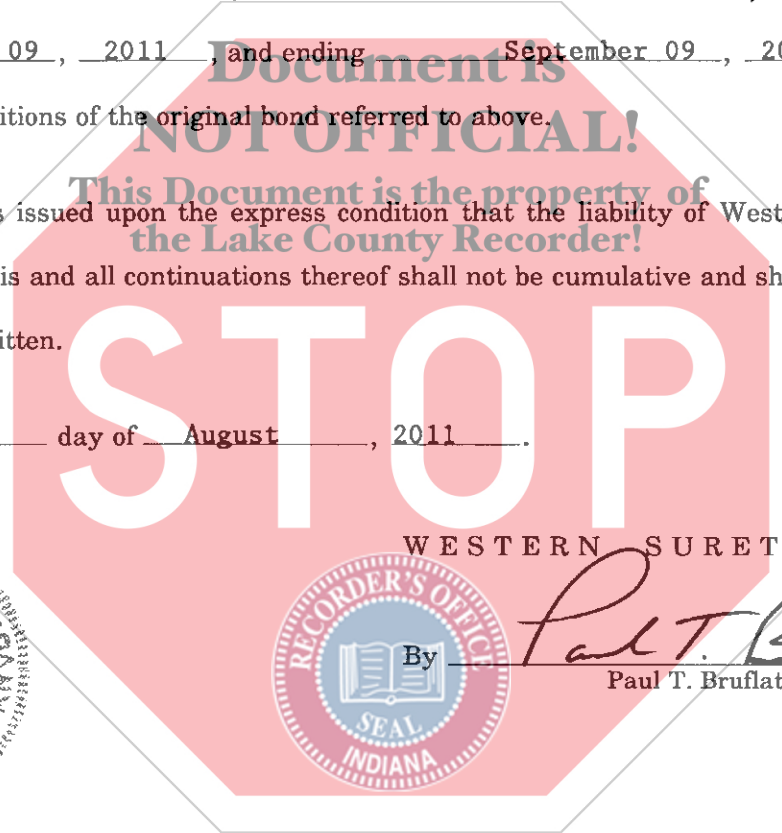 09 , 2011 , and ending September 09 , 20
Document is
itions of the original bond referred to above.
NOT OFFICIAL!
This Document is the property of
s issued upon the express condition that the liability of West
the Lake County Recorder!
is and all continuations thereof shall not be cumulative and sh
itten.
STOP
day of August , 2011 .
WESTERN SURET
RECORDER'S OFFICE
SEAL
INDIANA
By Paul T. B
Paul T. Bruflat